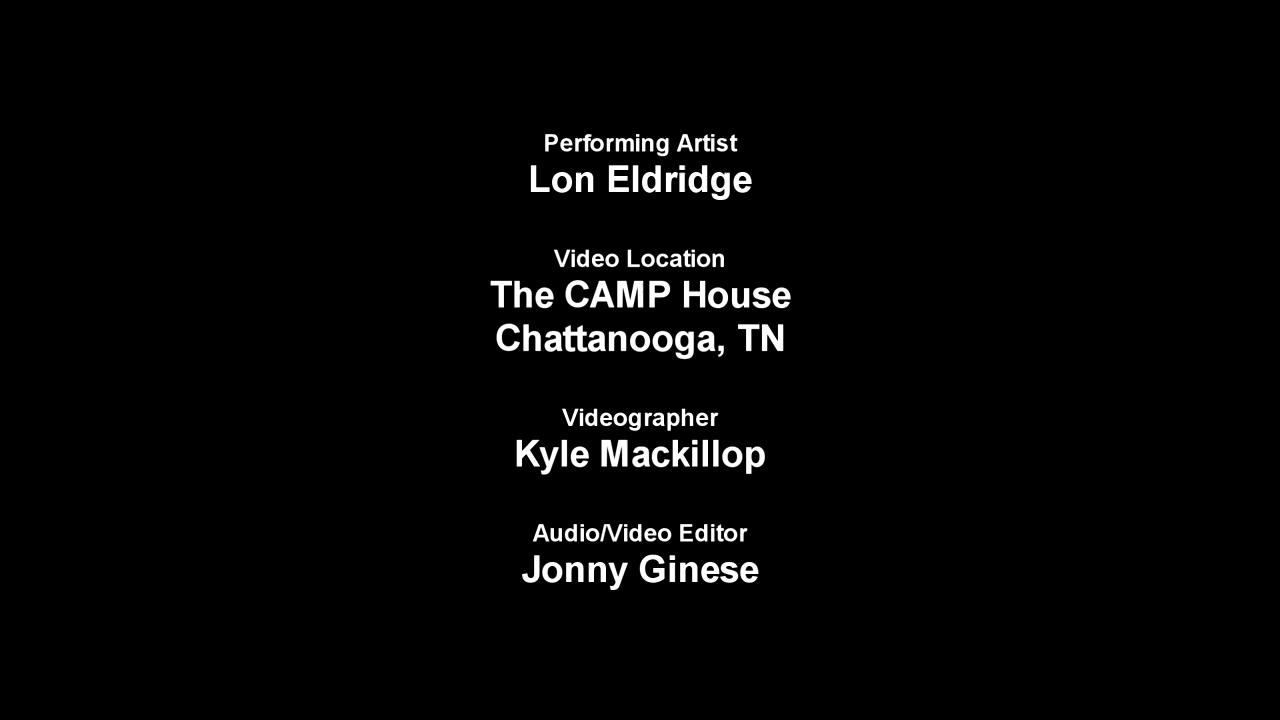 Performing Artist
Lon Eldridge
Video Location
The CAMP House
Chattanooga, TN
Videographer
Kyle Mackillop
Audio/Video Editor
Jonny Ginese